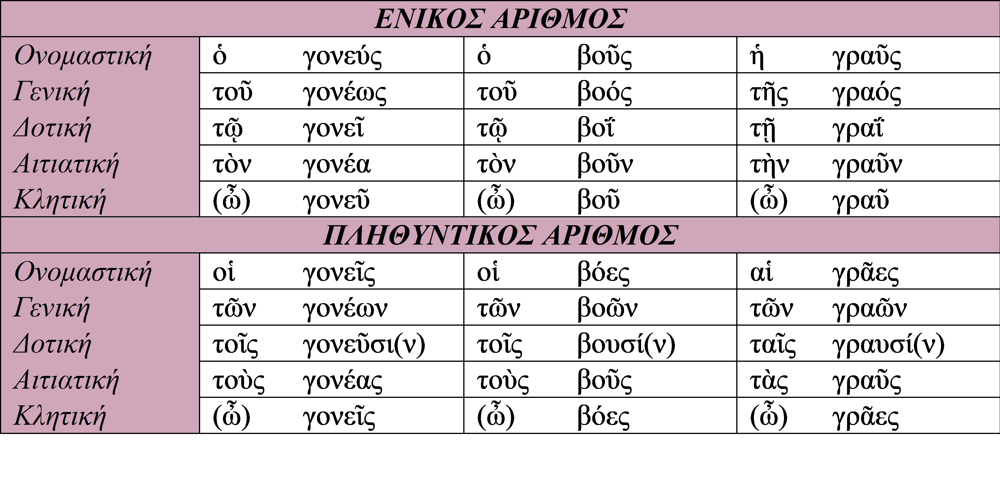 ΕΝΙΚΟΣ ΑΡΙΘΜΟΣ
Ονομαστική ὁ γονεύς ὁ βοῦς ἡ γραῦς
Γενική τοῦ γονέως τοῦ βοός τῆς γραός
Δοτική τῷ γονεῖ τῷ βοΐ τῇ γραΐ
Αιτιατική τὸν γονέα τὸν βοῦν τὴν γραῦν
Κλητική (ὦ) γονεῦ (ὦ) βοῦ (ὦ) γραῦ
ΠΛΗΘΥΝΤΙΚΟΣ ΑΡΙΘΜΟΣ
Ονομαστική οἱ γονεῖς οἱ βόες αἱ γρᾶες
Γενική τῶν γονέων τῶν βοῶν τῶν γραῶν
Δοτική τοῖς γονεῦσι(ν) τοῖς βουσί(ν) ταῖς γραυσί(ν)
Αιτιατική τοὺς γονέας τοὺς βοῦς τὰς γραῦς
Κλητική (ὦ) γονεῖς (ὦ) βόες (ὦ) γρᾶες